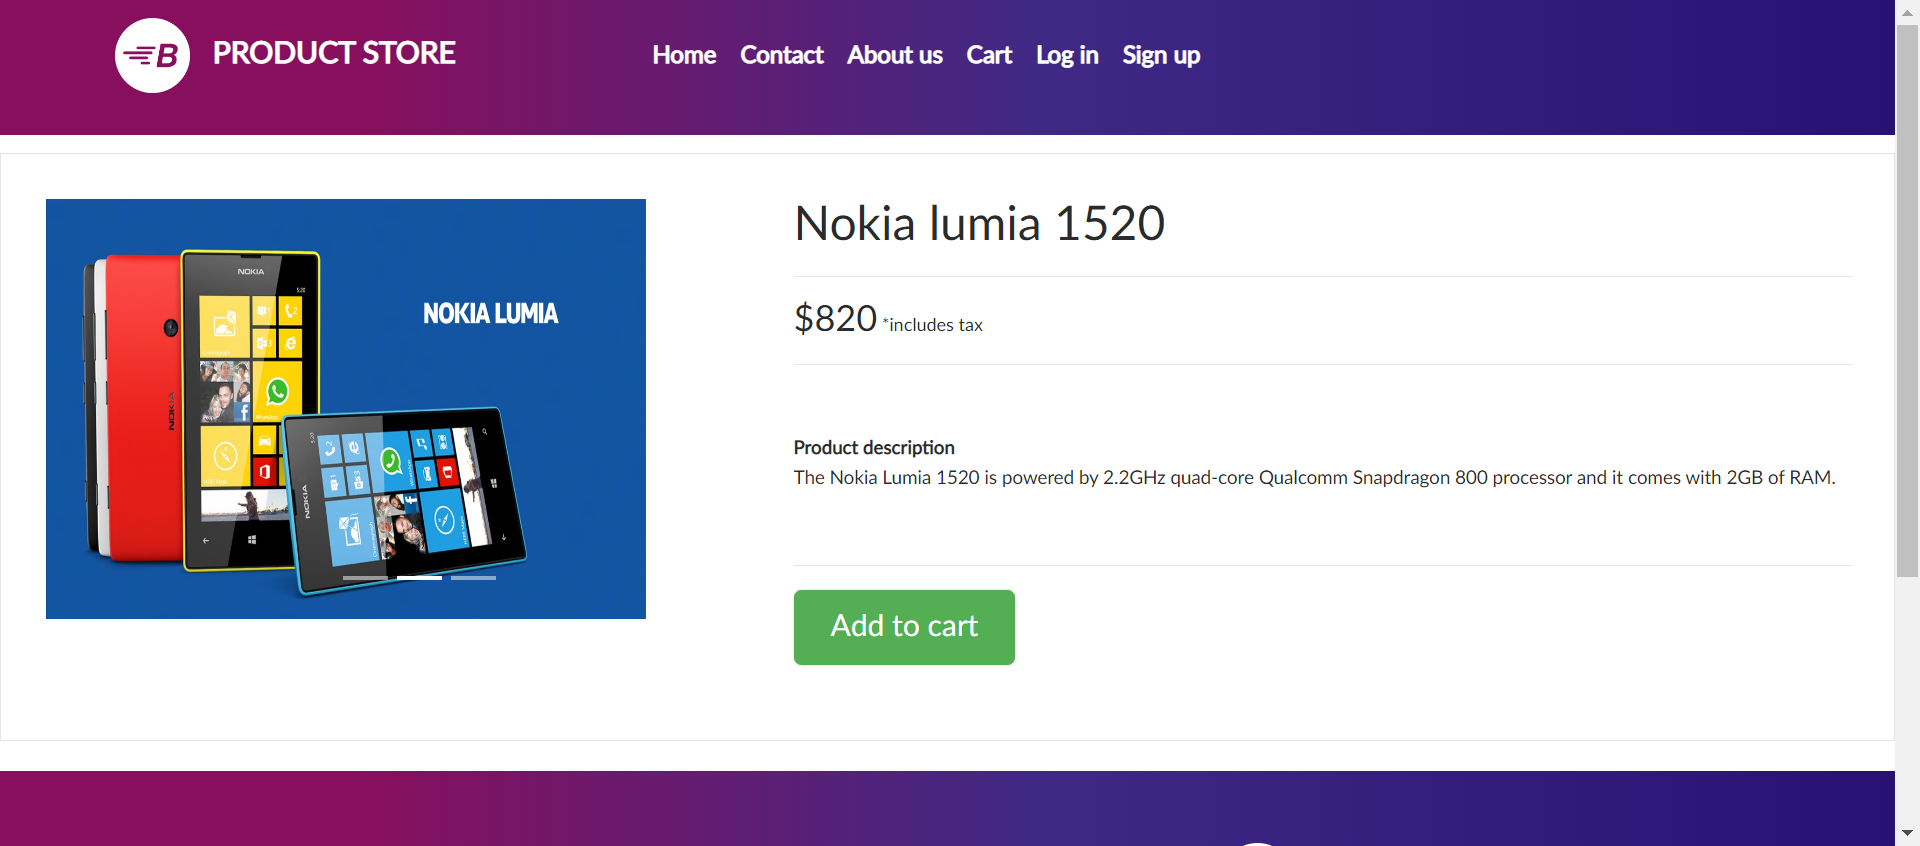 B PRODUCT STORE Home Contact About us Cart Log in Sign up
Nokia lumia 1520
$820 *includes tax
NOKIA LUMIA
NOKIA
NOKIA
NOKIA
Product description
The Nokia Lumia 1520 is powered by 2.2GHz quad-core Qualcomm Snapdragon 800 processor and it comes with 2GB of RAM.
Add to cart